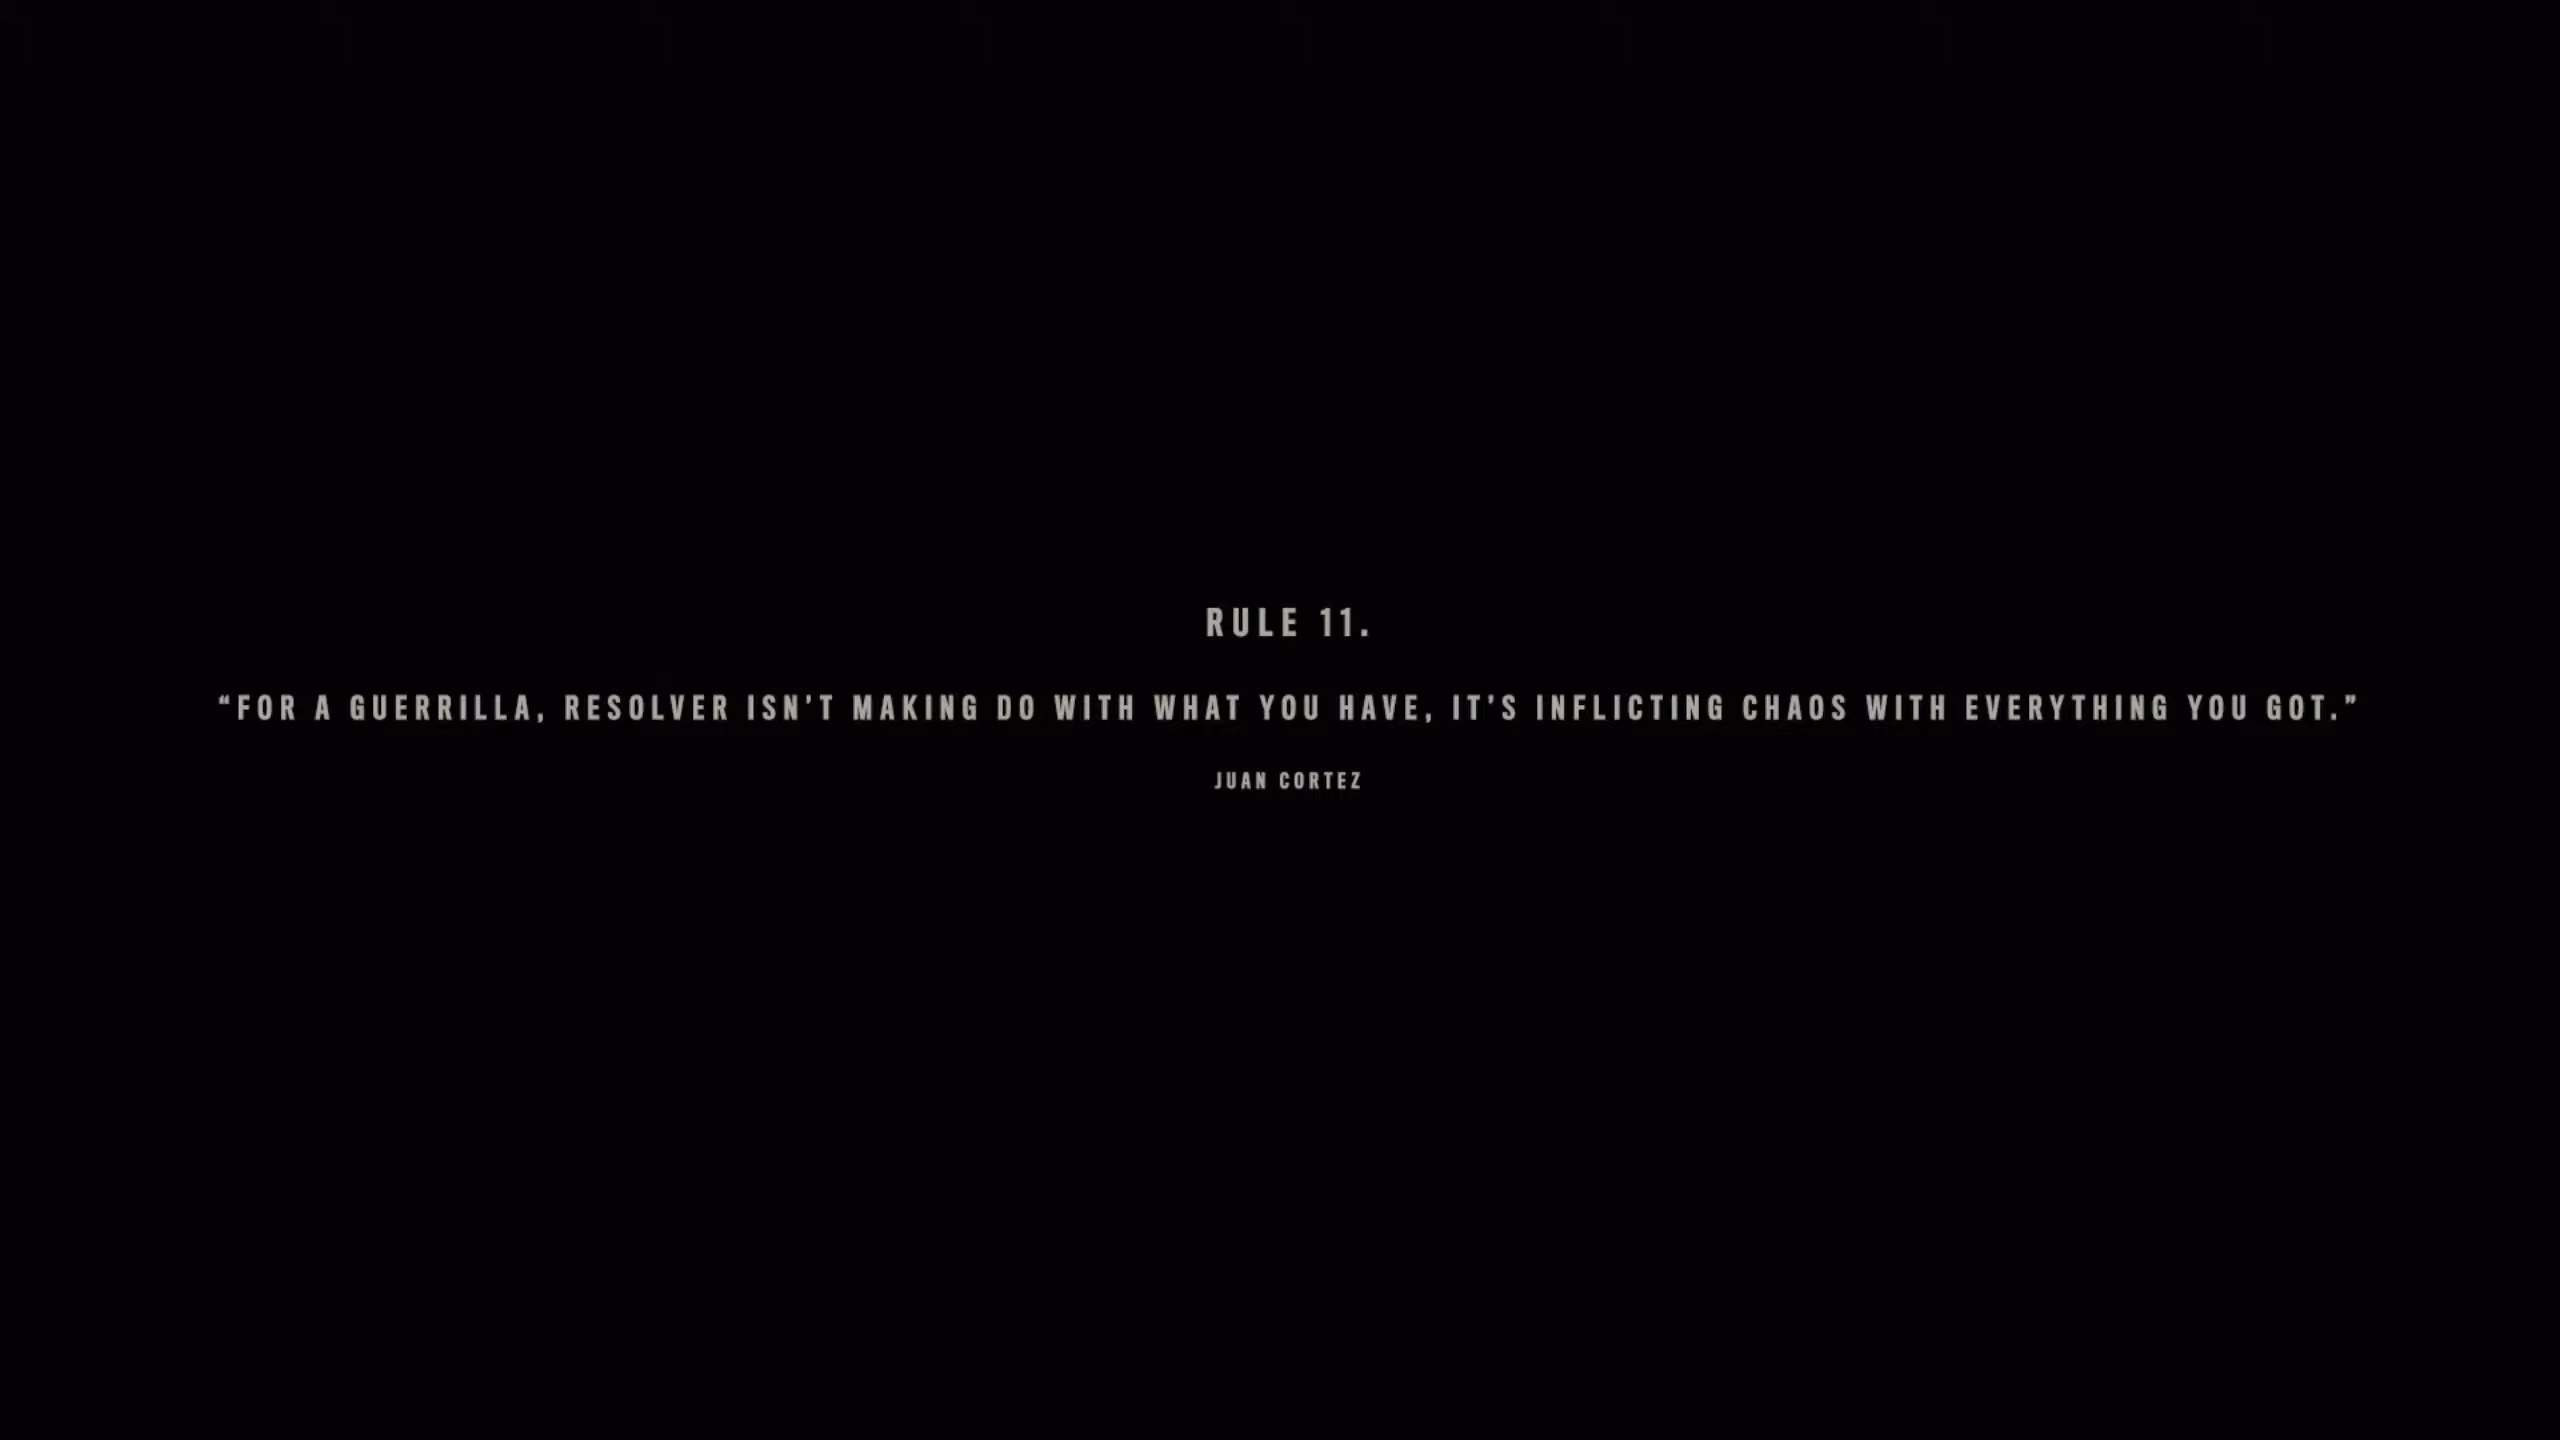 RULE 11.
“FOR A GUERRILLA, RESOLVER ISN’T MAKING DO WITH WHAT YOU HAVE, IT’S INFLICTING CHAOS WITH EVERYTHING YOU GOT.”
JUAN CORTEZ